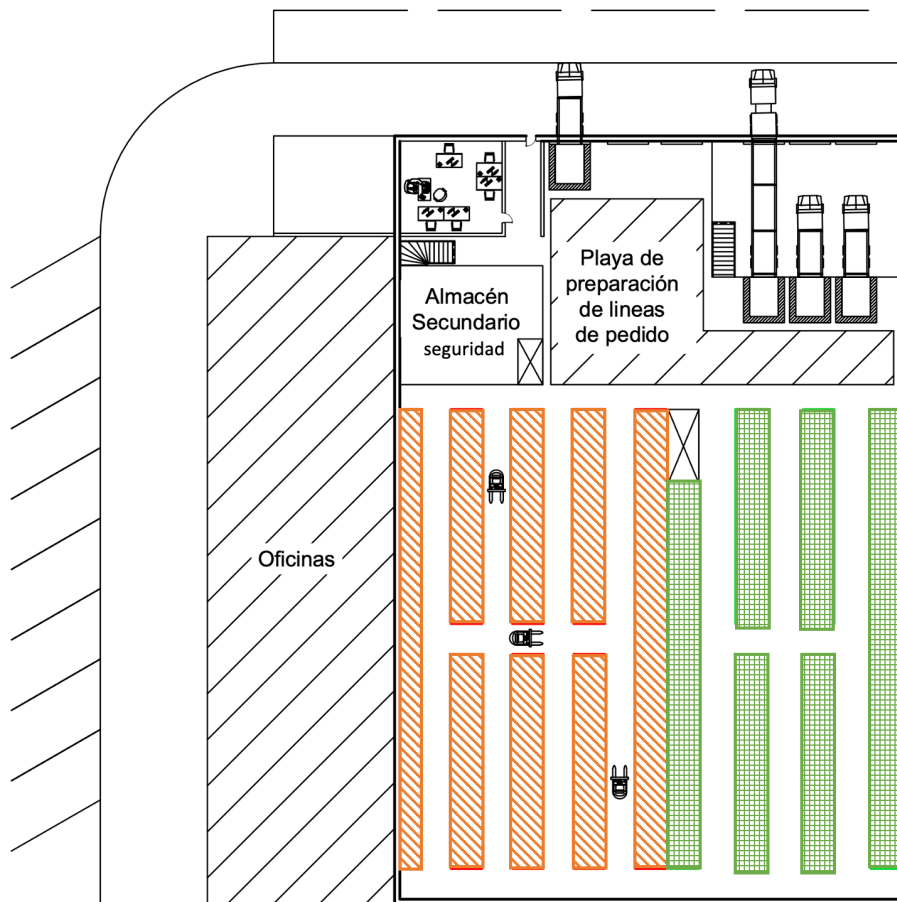 Playa de
preparación
de lineas
de pedido
Almacén
Secundario
seguridad
Oficinas